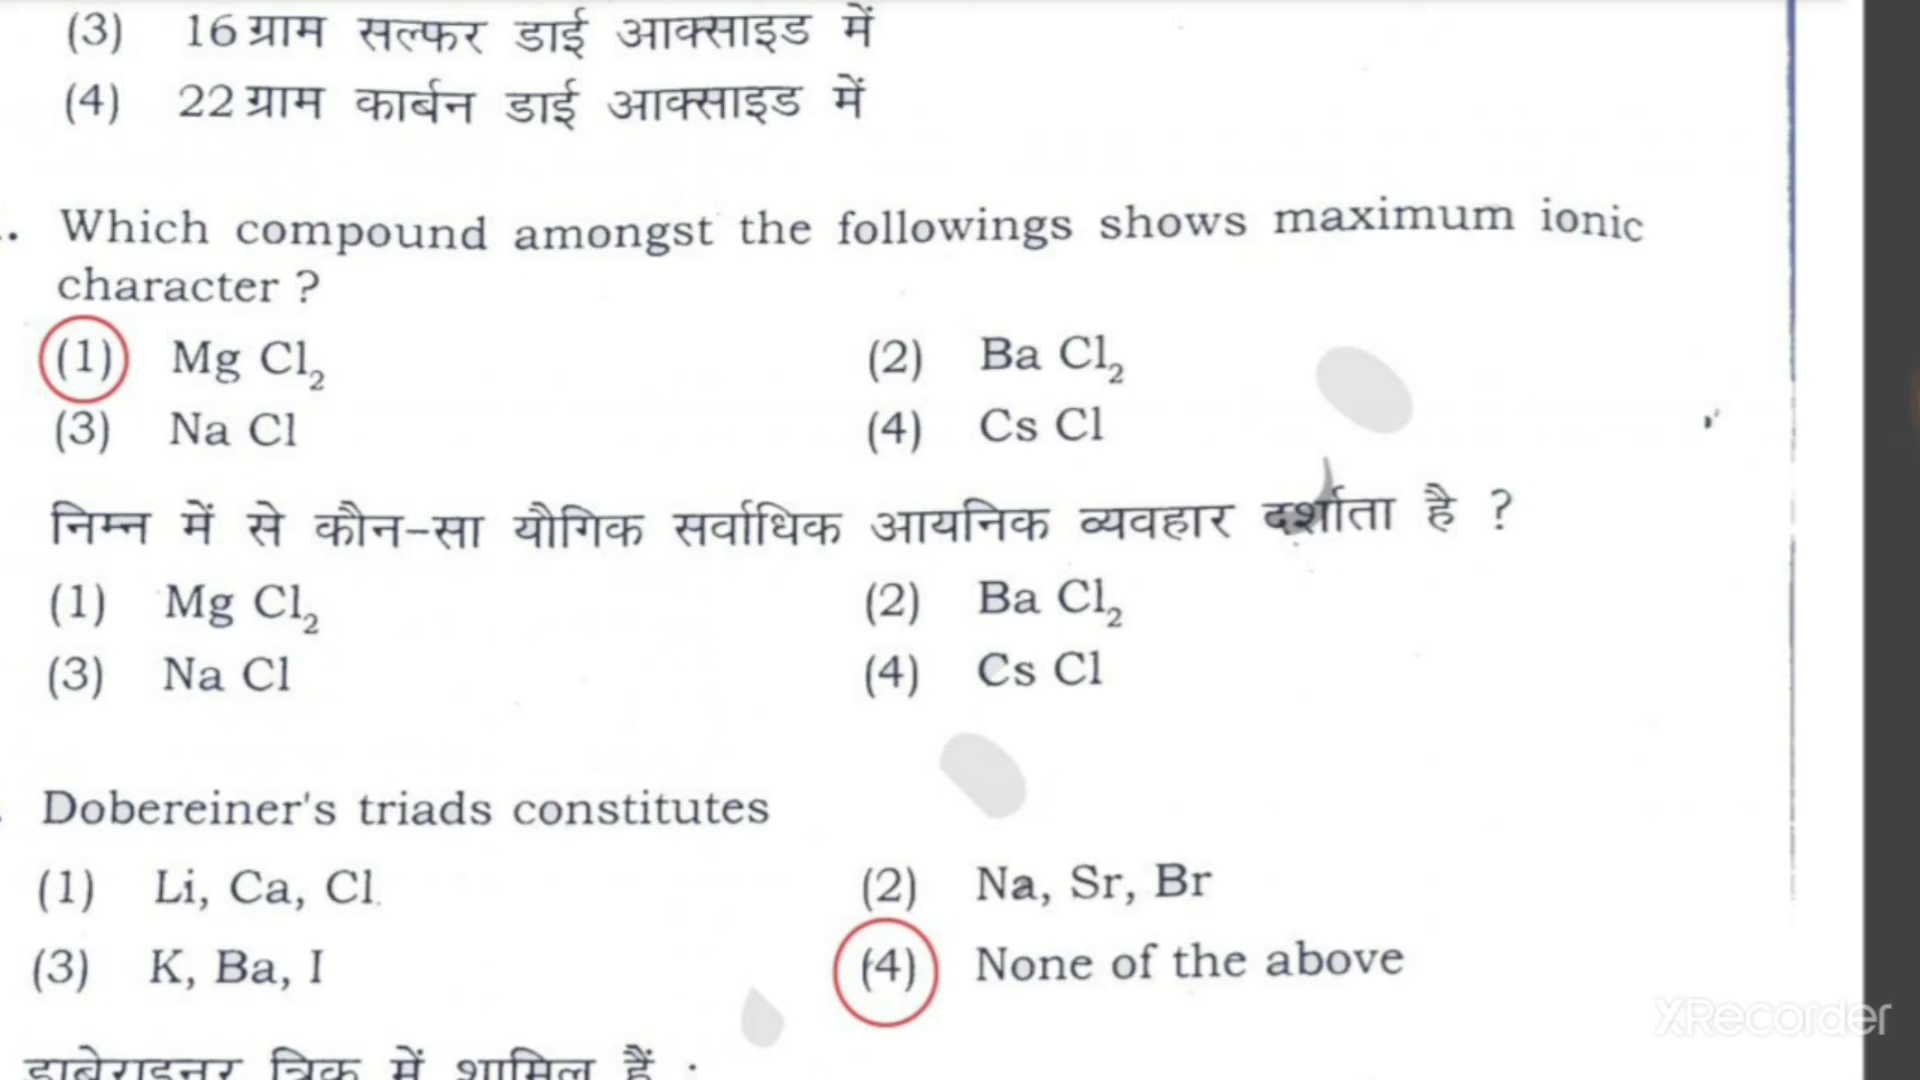 (3) 16 ग्राम सल्फर डाई आक्साइड में
(4) 22 ग्राम कार्बन डाई आक्साइड में
. Which compound amongst the followings shows maximum ionic
character ?
(1) Mg Cl₂ (2) Ba Cl₂
(3) Na Cl (4) Cs Cl
निम्न में से कौन-सा यौगिक सर्वाधिक आयनिक व्यवहार दर्शाता है ?
(1) Mg Cl₂ (2) Ba Cl₂
(3) Na Cl (4) Cs Cl
. Dobereiner's triads constitutes
(1) Li, Ca, Cl (2) Na, Sr, Br
(3) K, Ba, I (4) None of the above
डाबेराइनर त्रिक में शामिल हैं :
XRecorder